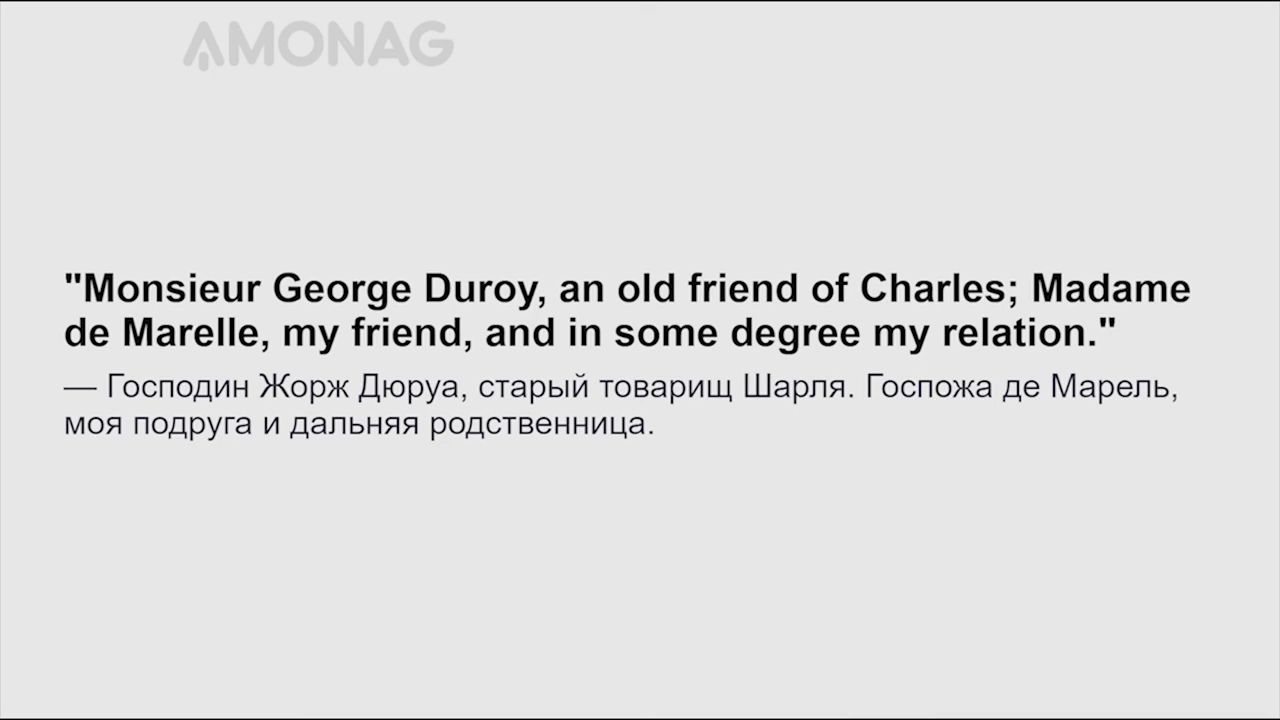 AMONAG
"Monsieur George Duroy, an old friend of Charles; Madame
de Marelle, my friend, and in some degree my relation."
— Господин Жорж Дюруа, старый товарищ Шарля. Госпожа де Марель,
моя подруга и дальняя родственница.